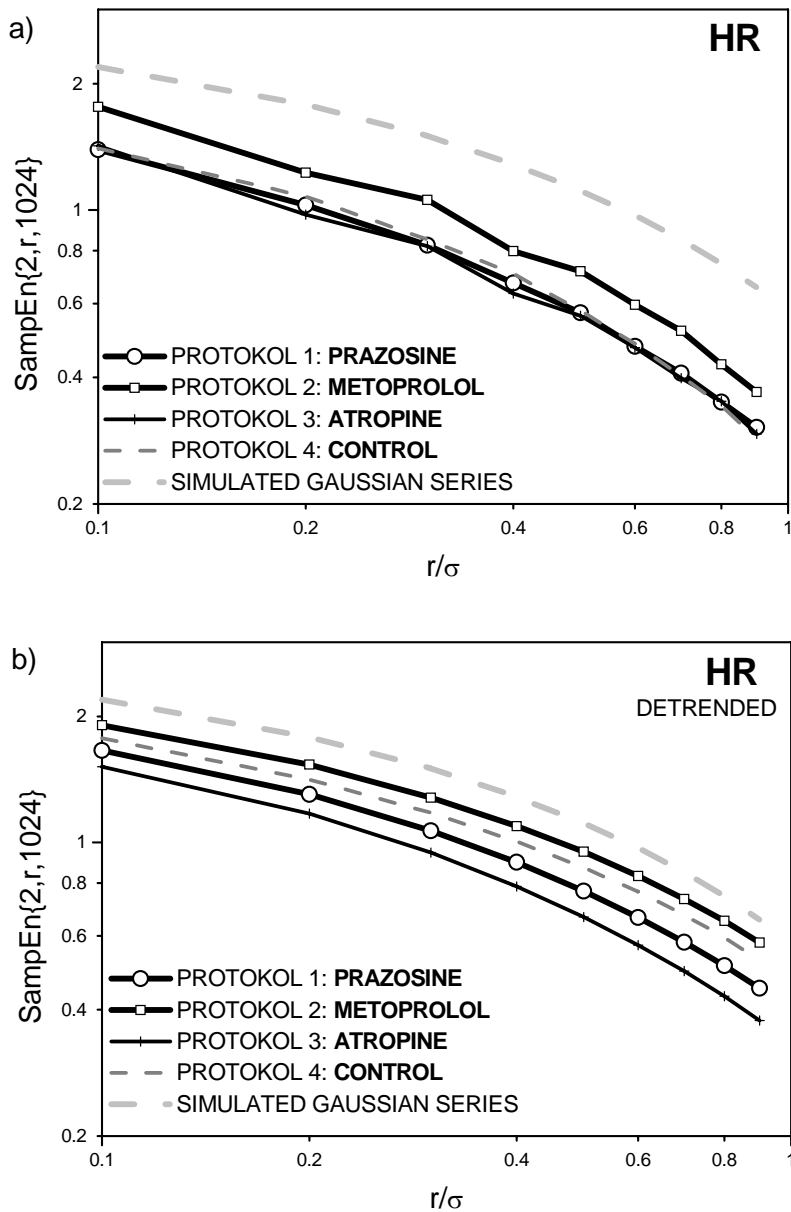 a)
HR
2
1
0.8
0.6
0.4
0.2
SampEn{2,r,1024}
PROTOKOL 1: PRAZOSINE
PROTOKOL 2: METOPROLOL
PROTOKOL 3: ATROPINE
PROTOKOL 4: CONTROL
SIMULATED GAUSSIAN SERIES
0.1 0.2 0.4 0.6 0.8 1
r/σ
b)
HR
DETRENDED
2
1
0.8
0.6
0.4
0.2
SampEn{2,r,1024}
PROTOKOL 1: PRAZOSINE
PROTOKOL 2: METOPROLOL
PROTOKOL 3: ATROPINE
PROTOKOL 4: CONTROL
SIMULATED GAUSSIAN SERIES
0.1 0.2 0.4 0.6 0.8 1
r/σ